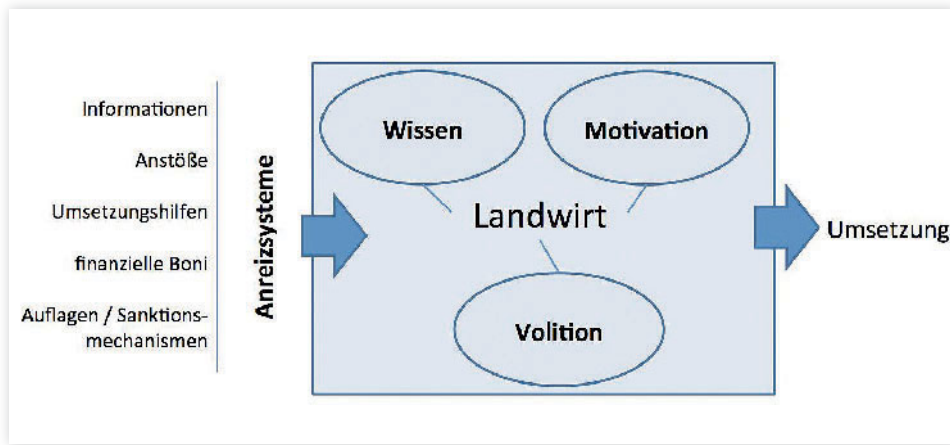 Informationen
Anstöße
Umsetzungshilfen
finanzielle Boni
Auflagen / Sanktions-
mechanismen
Anreizsysteme
Wissen
Motivation
Landwirt
Volition
Umsetzung